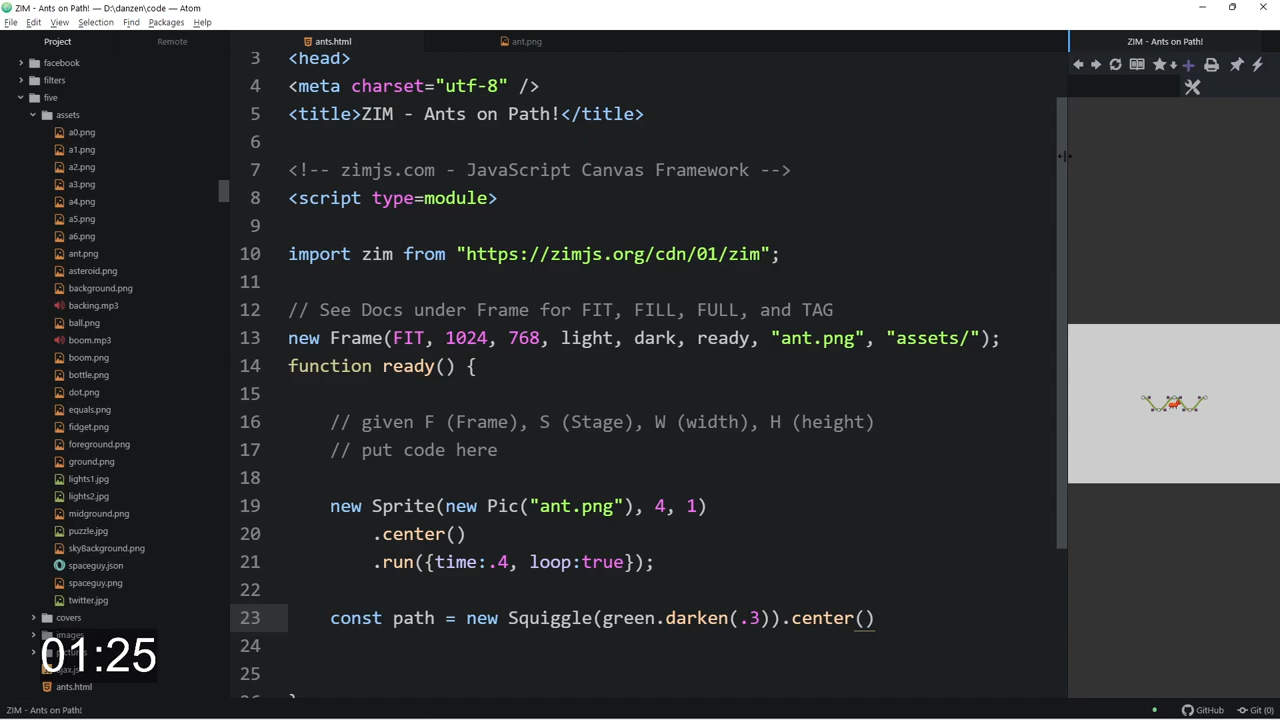 ZIM - Ants on Path! — D:\danzen\code — Atom
File Edit View Selection Find Packages Help
Project
Remote
ants.html
ant.png
ZIM - Ants on Path!
facebook
filters
five
assets
a0.png
a1.png
a2.png
a3.png
a4.png
a5.png
a6.png
ant.png
asteroid.png
background.png
backing.mp3
ball.png
boom.mp3
boom.png
bottle.png
dot.png
equals.png
fidget.png
foreground.png
ground.png
lights1.jpg
lights2.jpg
midground.png
puzzle.jpg
skyBackground.png
spaceguy.json
spaceguy.png
twitter.jpg
covers
images
ants.html
01:25
3 <head>
4 <meta charset="utf-8" />
5 <title>ZIM - Ants on Path!</title>
6
7 <!-- zimjs.com - JavaScript Canvas Framework -->
8 <script type=module>
9
10 import zim from "https://zimjs.org/cdn/01/zim";
11
12 // See Docs under Frame for FIT, FILL, FULL, and TAG
13 new Frame(FIT, 1024, 768, light, dark, ready, "ant.png", "assets/");
14 function ready() {
15
16 // given F (Frame), S (Stage), W (width), H (height)
17 // put code here
18
19 new Sprite(new Pic("ant.png"), 4, 1)
20 .center()
21 .run({time:.4, loop:true});
22
23 const path = new Squiggle(green.darken(.3)).center()
24
25
ZIM - Ants on Path!
GitHub
Git (0)